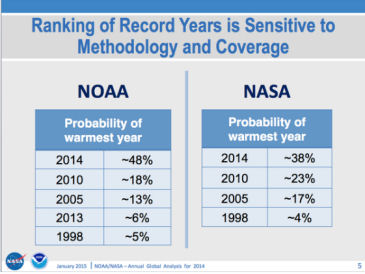 Ranking of Record Years is Sensitive to
Methodology and Coverage
NOAA
Probability of
warmest year
2014 ~48%
2010 ~18%
2005 ~13%
2013 ~6%
1998 ~5%
NASA
Probability of
warmest year
2014 ~38%
2010 ~23%
2005 ~17%
1998 ~4%
NASA
January 2015 | NOAA/NASA – Annual Global Analysis for 2014
5